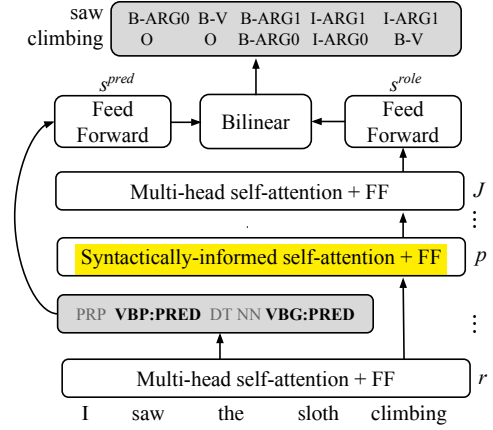 saw B-ARG0 B-V B-ARG1 I-ARG1 I-ARG1
climbing O O B-ARG0 I-ARG0 B-V
s^pred s^role
Feed Forward
Bilinear
Feed Forward
Multi-head self-attention + FF J
Syntactically-informed self-attention + FF p
PRP VBP:PRED DT NN VBG:PRED
Multi-head self-attention + FF r
I saw the sloth climbing